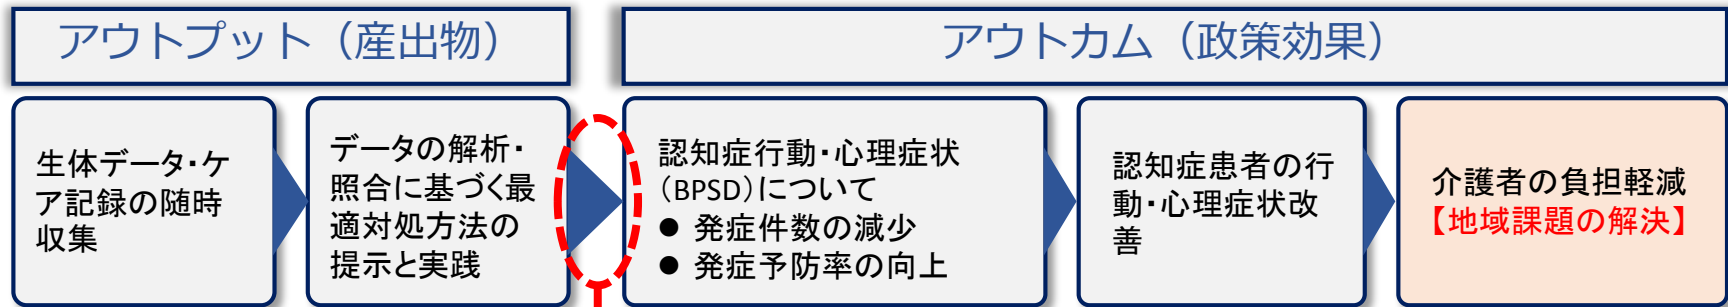 アウトプット（産出物）
アウトカム（政策効果）
生体データ・ケ
ア記録の随時
収集
データの解析・
照合に基づく最
適対処方法の
提示と実践
認知症行動・心理症状
（BPSD）について
● 発症件数の減少
● 発症予防率の向上
認知症患者の行
動・心理症状改
善
介護者の負担軽減
【地域課題の解決】